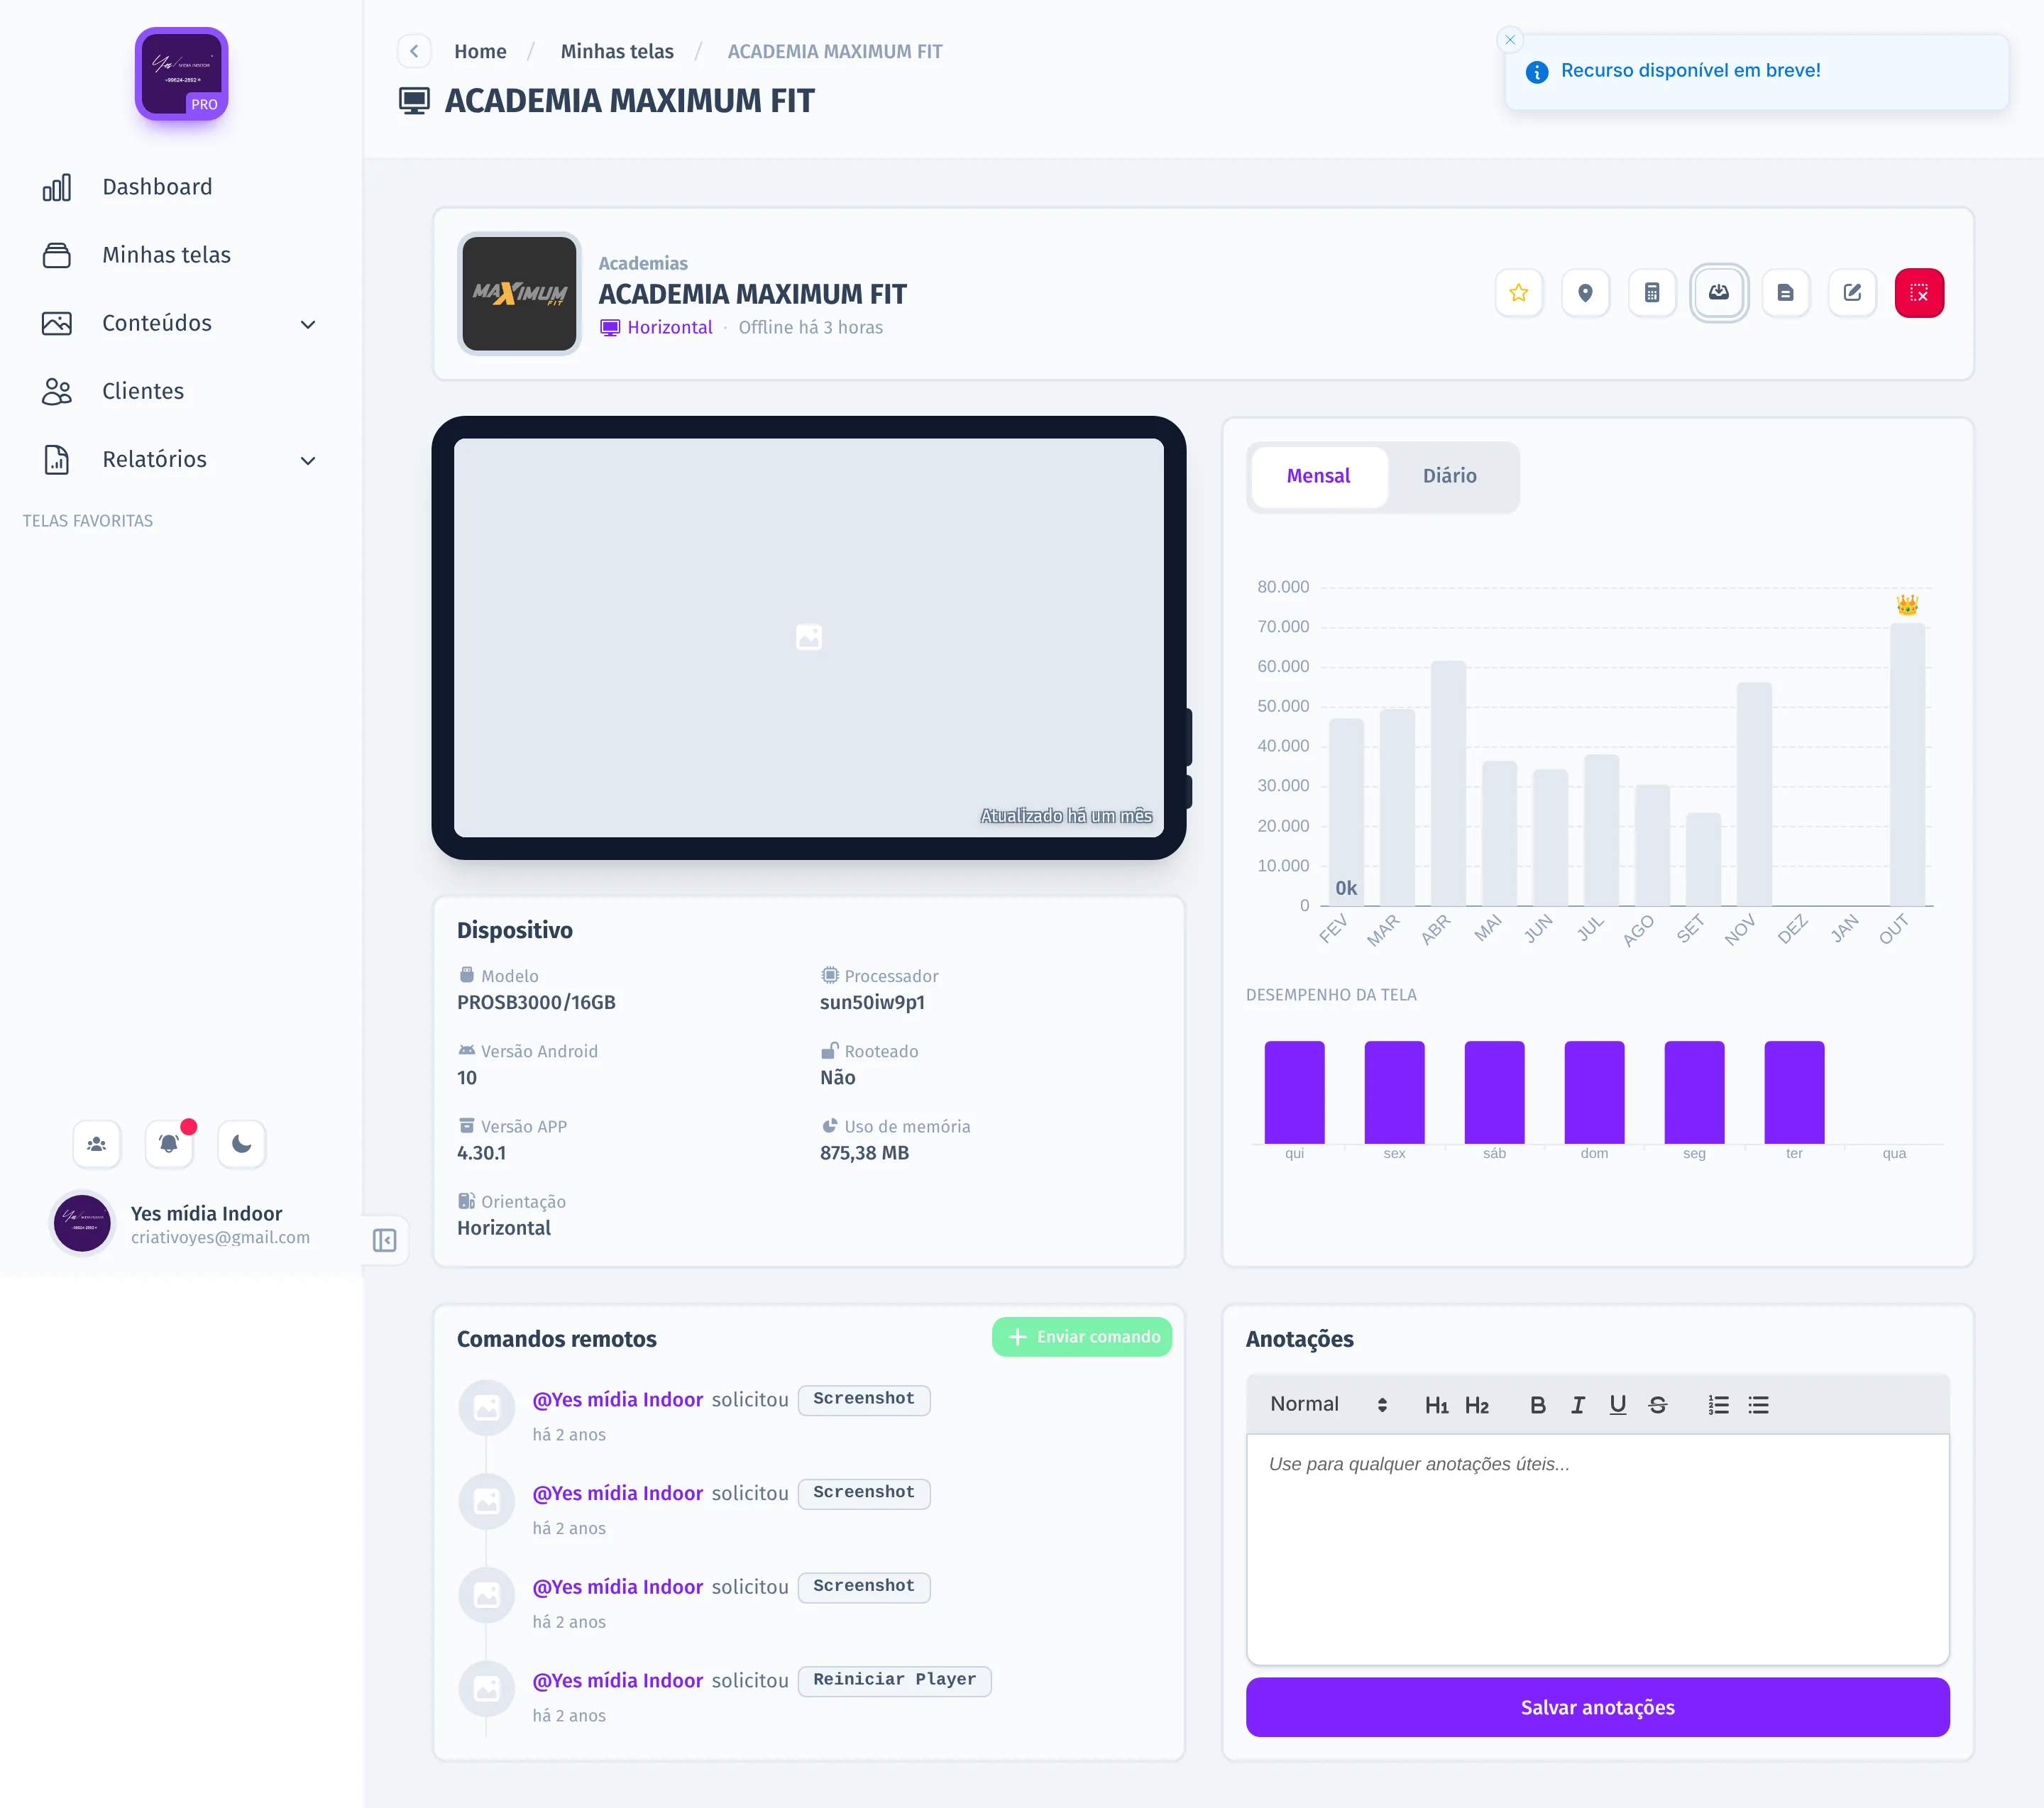 Yes MÍDIA INDOOR
PRO
Dashboard
Minhas telas
Conteúdos
Clientes
Relatórios
TELAS FAVORITAS
Yes mídia Indoor
criativoyes@gmail.com
Home / Minhas telas / ACADEMIA MAXIMUM FIT
ACADEMIA MAXIMUM FIT
Recurso disponível em breve!
MAXIMUM
FIT
Academias
ACADEMIA MAXIMUM FIT
Horizontal · Offline há 3 horas
Atualizado há um mês
Mensal Diário
80.000
70.000
60.000
50.000
40.000
30.000
20.000
10.000
0
0k
FEV MAR ABR MAI JUN JUL AGO SET NOV DEZ JAN OUT
DESEMPENHO DA TELA
qui sex sáb dom seg ter qua
Dispositivo
Modelo
PROSB3000/16GB
Processador
sun50iw9p1
Versão Android
10
Rooteado
Não
Versão APP
4.30.1
Uso de memória
875,38 MB
Orientação
Horizontal
Comandos remotos
Enviar comando
@Yes mídia Indoor solicitou Screenshot
há 2 anos
@Yes mídia Indoor solicitou Screenshot
há 2 anos
@Yes mídia Indoor solicitou Screenshot
há 2 anos
@Yes mídia Indoor solicitou Reiniciar Player
há 2 anos
Anotações
Normal H1 H2 B I U S
Use para qualquer anotações úteis...
Salvar anotações